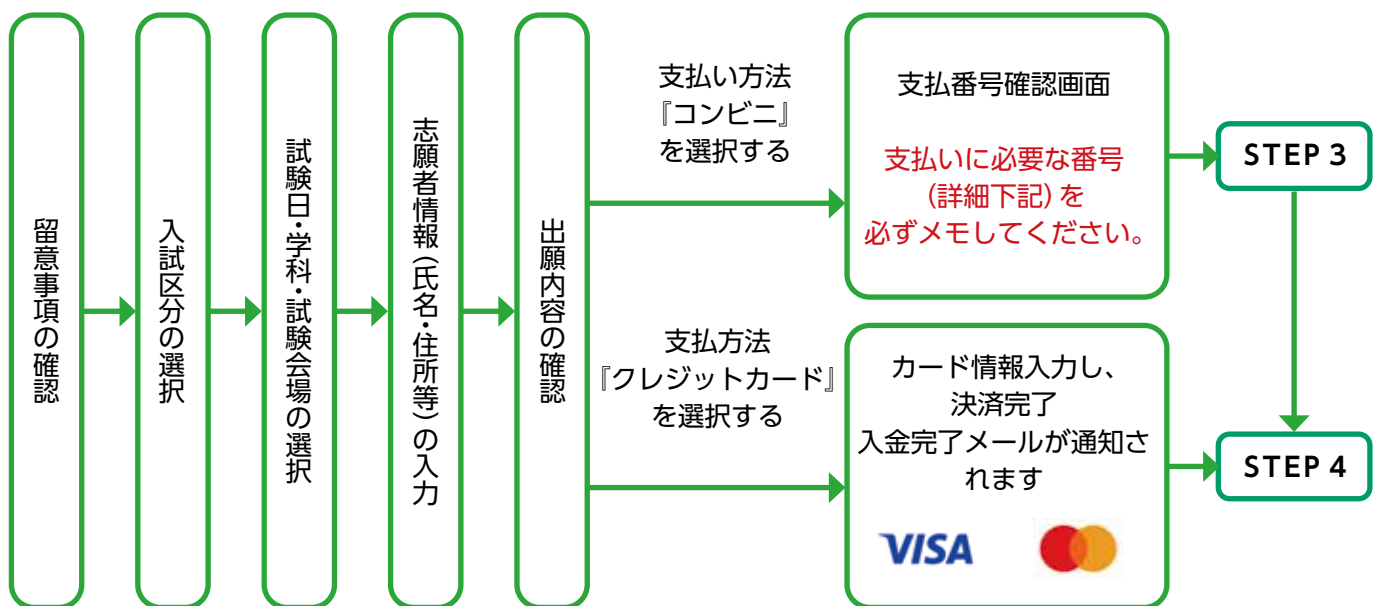 留意事項の確認
入試区分の選択
試験日・学科・試験会場の選択
志願者情報(氏名・住所等)の入力
出願内容の確認
支払い方法
『コンビニ』
を選択する
支払番号確認画面
支払いに必要な番号
(詳細下記)を
必ずメモしてください。
STEP 3
支払方法
『クレジットカード』
を選択する
カード情報入力し、
決済完了
入金完了メールが通知さ
れます
VISA
STEP 4